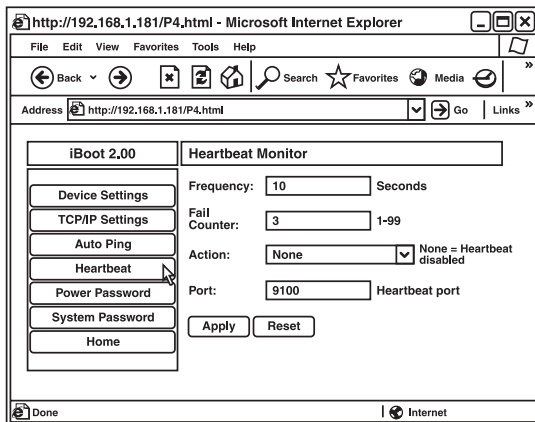 http://192.168.1.181/P4.html - Microsoft Internet Explorer
File Edit View Favorites Tools Help
Back Search Favorites Media »
Address http://192.168.1.181/P4.html Go Links »
iBoot 2.00
Heartbeat Monitor
Device Settings
TCP/IP Settings
Auto Ping
Heartbeat
Power Password
System Password
Home
Frequency: 10 Seconds
Fail
Counter: 3 1-99
Action: None None = Heartbeat
disabled
Port: 9100 Heartbeat port
Apply Reset
Done Internet